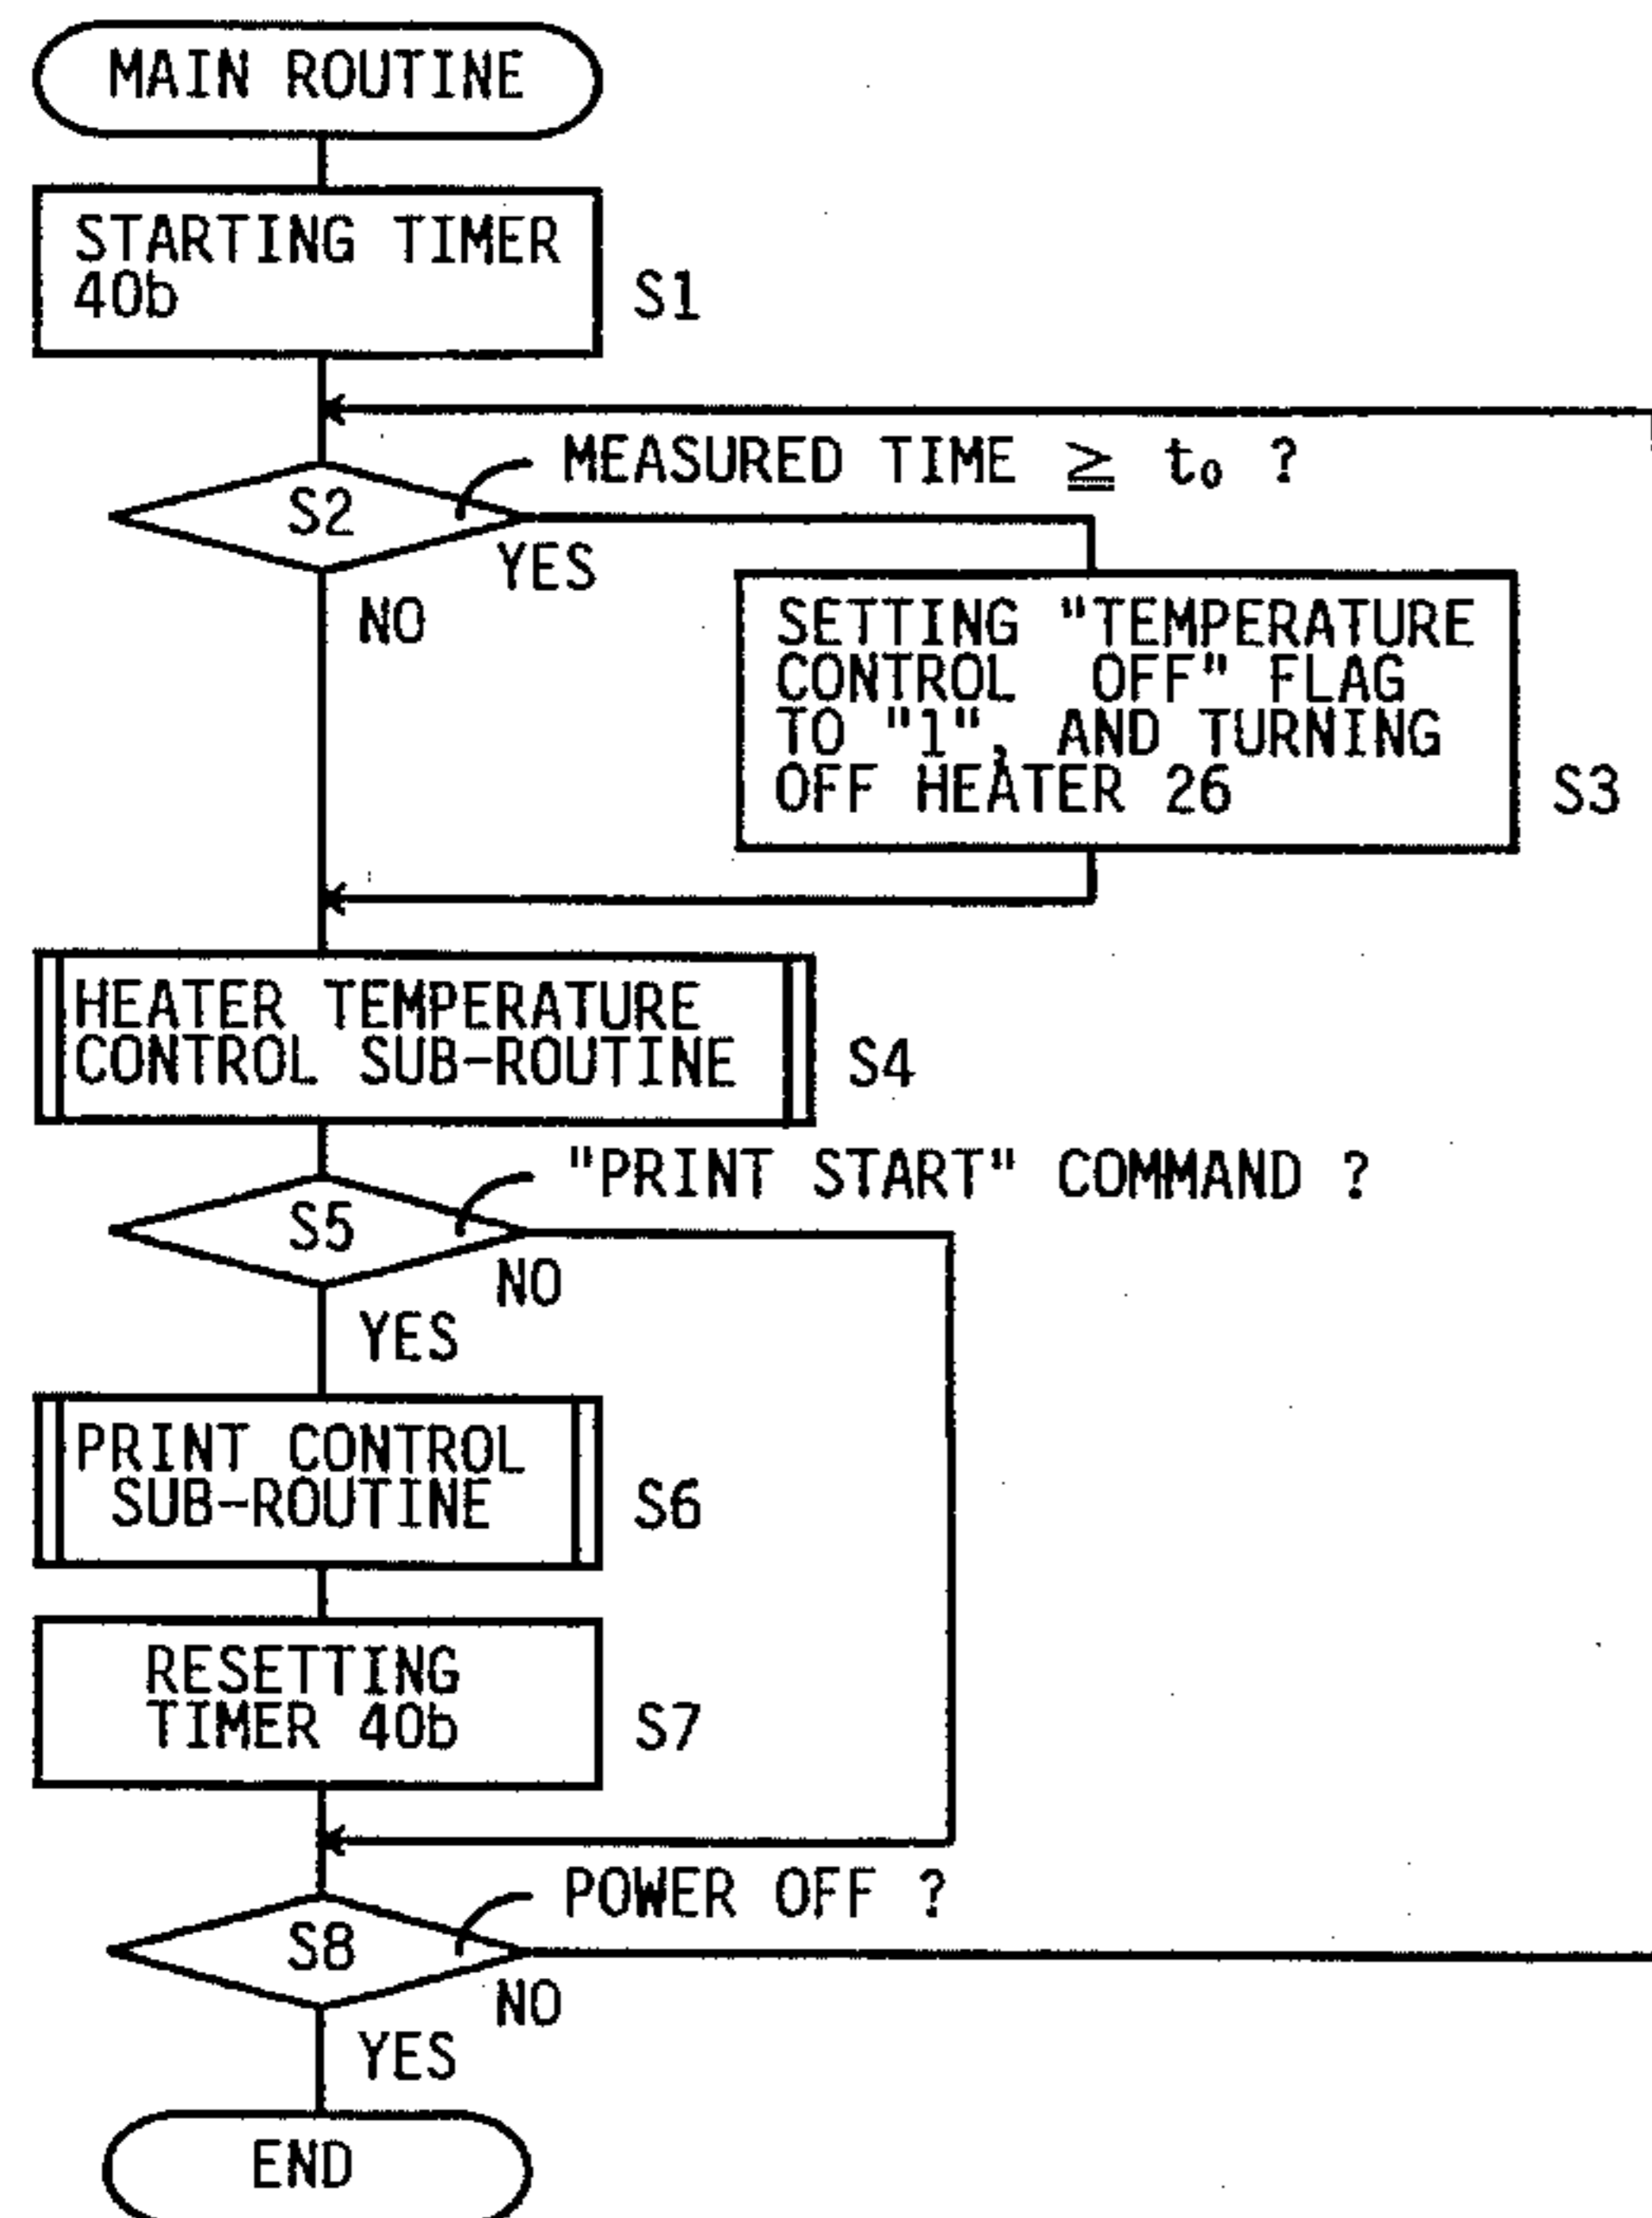 MAIN ROUTINE
STARTING TIMER
40b
S1
MEASURED TIME ≧ t₀ ?
S2
YES
NO
SETTING "TEMPERATURE
CONTROL OFF" FLAG
TO "1", AND TURNING
OFF HEATER 26
S3
HEATER TEMPERATURE
CONTROL SUB-ROUTINE
S4
"PRINT START" COMMAND ?
S5
NO
YES
PRINT CONTROL
SUB-ROUTINE
S6
RESETTING
TIMER 40b
S7
POWER OFF ?
S8
NO
YES
END